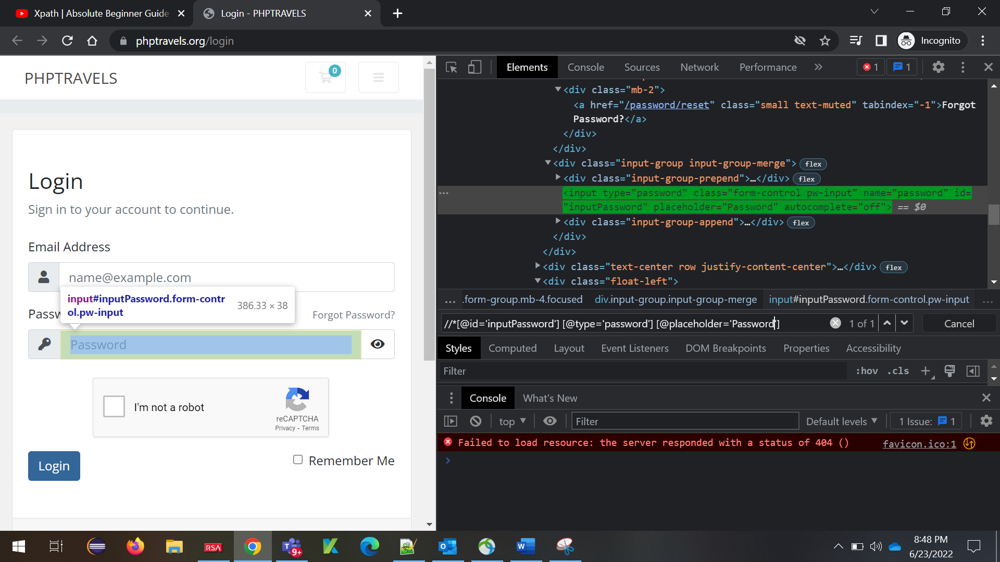 Xpath | Absolute Beginner Guide
Login - PHPTRAVELS
phptravels.org/login
Incognito
PHPTRAVELS
0
Login
Sign in to your account to continue.
Email Address
name@example.com
input#inputPassword.form-contr
ol.pw-input
386.33 × 38
Passw
Forgot Password?
Password
I'm not a robot
reCAPTCHA
Privacy - Terms
Login
Remember Me
Elements Console Sources Network Performance » 1 1
<div class="mb-2">
<a href="/password/reset" class="small text-muted" tabindex="-1">Forgot
Password?</a>
</div>
</div>
<div class="input-group input-group-merge"> flex
<div class="input-group-prepend">…</div> flex
<input type="password" class="form-control pw-input" name="password" id=
"inputPassword" placeholder="Password" autocomplete="off"> == $0
<div class="input-group-append">…</div> flex
</div>
</div>
<div class="text-center row justify-content-center">…</div> flex
<div class="float-left">
… .form-group.mb-4.focused div.input-group.input-group-merge input#inputPassword.form-control.pw-input …
//*[@id='inputPassword'] [@type='password'] [@placeholder='Password'] 1 of 1 Cancel
Styles Computed Layout Event Listeners DOM Breakpoints Properties Accessibility
Filter :hov .cls +
Console What's New
top Filter Default levels 1 Issue: 1
Failed to load resource: the server responded with a status of 404 () favicon.ico:1
RSA
T
9+
O
W
8:48 PM
6/23/2022